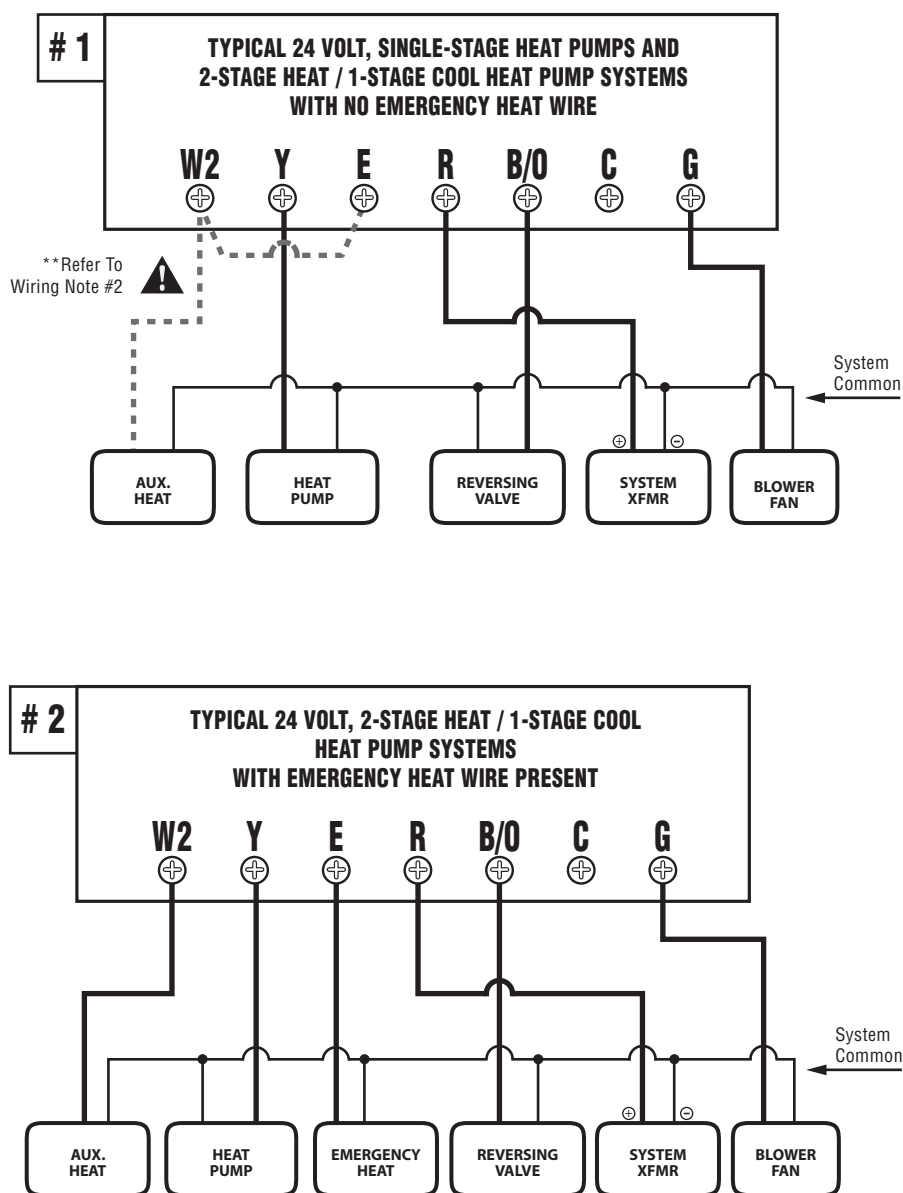 # 1
TYPICAL 24 VOLT, SINGLE-STAGE HEAT PUMPS AND
2-STAGE HEAT / 1-STAGE COOL HEAT PUMP SYSTEMS
WITH NO EMERGENCY HEAT WIRE
W2 Y E R B/O C G
**Refer To
Wiring Note #2
System
Common
AUX.
HEAT
HEAT
PUMP
REVERSING
VALVE
SYSTEM
XFMR
BLOWER
FAN
# 2
TYPICAL 24 VOLT, 2-STAGE HEAT / 1-STAGE COOL
HEAT PUMP SYSTEMS
WITH EMERGENCY HEAT WIRE PRESENT
W2 Y E R B/O C G
System
Common
AUX.
HEAT
HEAT
PUMP
EMERGENCY
HEAT
REVERSING
VALVE
SYSTEM
XFMR
BLOWER
FAN